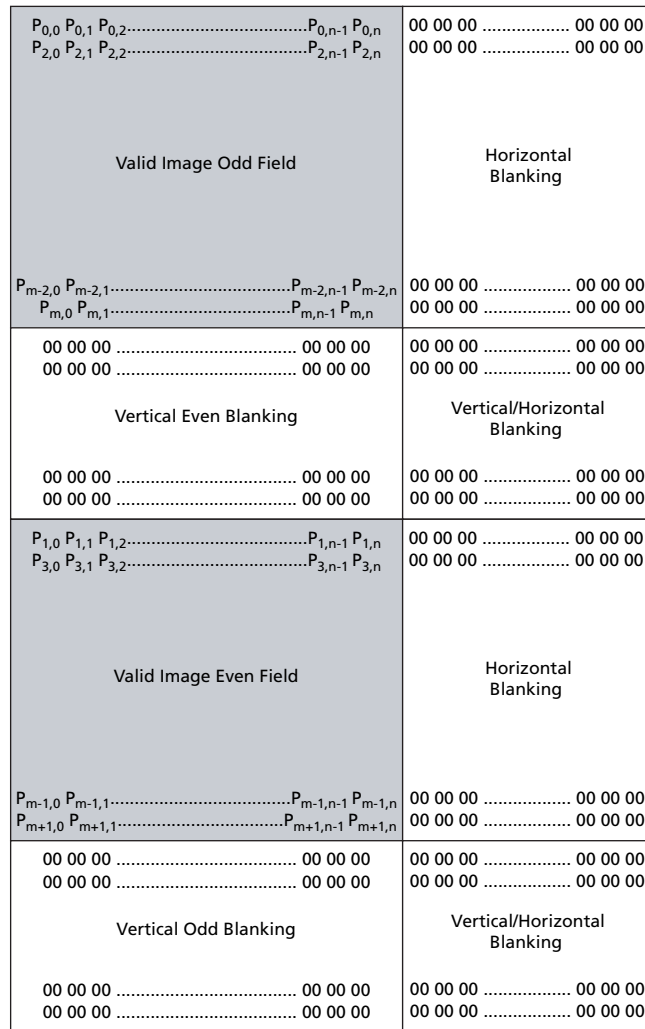 P0,0 P0,1 P0,2.....................................P0,n-1 P0,n 00 00 00 .................. 00 00 00
P2,0 P2,1 P2,2.....................................P2,n-1 P2,n 00 00 00 .................. 00 00 00
Valid Image Odd Field
Horizontal
Blanking
Pm-2,0 Pm-2,1.....................................Pm-2,n-1 Pm-2,n 00 00 00 .................. 00 00 00
Pm,0 Pm,1.....................................Pm,n-1 Pm,n 00 00 00 .................. 00 00 00
00 00 00 ..................................... 00 00 00 00 00 00 .................. 00 00 00
00 00 00 ..................................... 00 00 00 00 00 00 .................. 00 00 00
Vertical Even Blanking
Vertical/Horizontal
Blanking
00 00 00 ..................................... 00 00 00 00 00 00 .................. 00 00 00
00 00 00 ..................................... 00 00 00 00 00 00 .................. 00 00 00
P1,0 P1,1 P1,2.....................................P1,n-1 P1,n 00 00 00 .................. 00 00 00
P3,0 P3,1 P3,2.....................................P3,n-1 P3,n 00 00 00 .................. 00 00 00
Valid Image Even Field
Horizontal
Blanking
Pm-1,0 Pm-1,1.....................................Pm-1,n-1 Pm-1,n 00 00 00 .................. 00 00 00
Pm+1,0 Pm+1,1..................................Pm+1,n-1 Pm+1,n 00 00 00 .................. 00 00 00
00 00 00 ..................................... 00 00 00 00 00 00 .................. 00 00 00
00 00 00 ..................................... 00 00 00 00 00 00 .................. 00 00 00
Vertical Odd Blanking
Vertical/Horizontal
Blanking
00 00 00 ..................................... 00 00 00 00 00 00 .................. 00 00 00
00 00 00 ..................................... 00 00 00 00 00 00 .................. 00 00 00